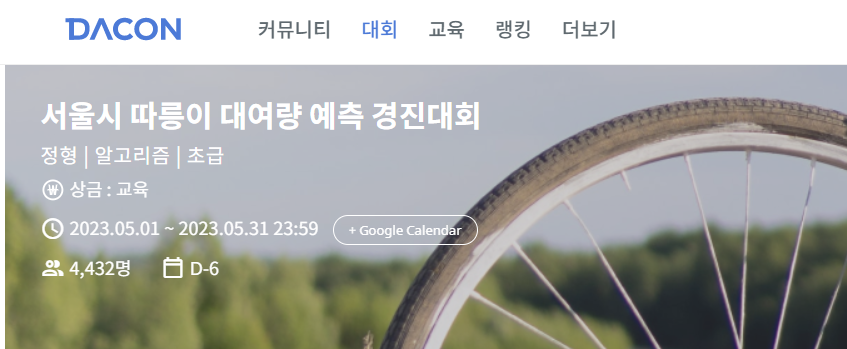 DACON 커뮤니티 대회 교육 랭킹 더보기
서울시 따릉이 대여량 예측 경진대회
정형 | 알고리즘 | 초급
₩ 상금 : 교육
2023.05.01 ~ 2023.05.31 23:59 + Google Calendar
4,432명 D-6